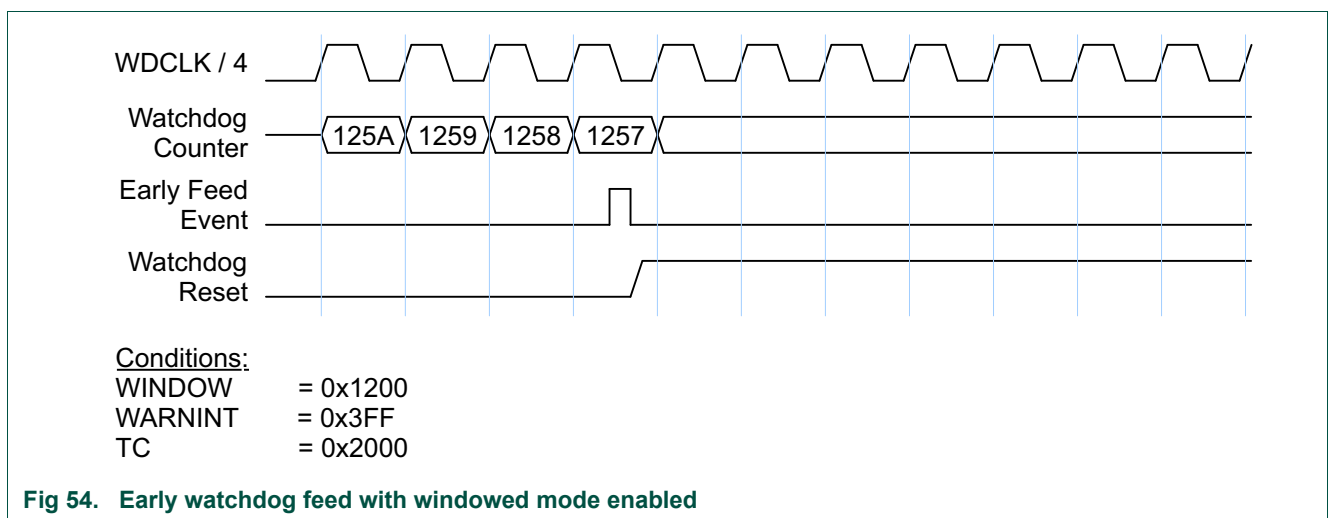 WDCLK / 4
Watchdog
Counter
125A 1259 1258 1257
Early Feed
Event
Watchdog
Reset
Conditions:
WINDOW = 0x1200
WARNINT = 0x3FF
TC = 0x2000
Fig 54. Early watchdog feed with windowed mode enabled